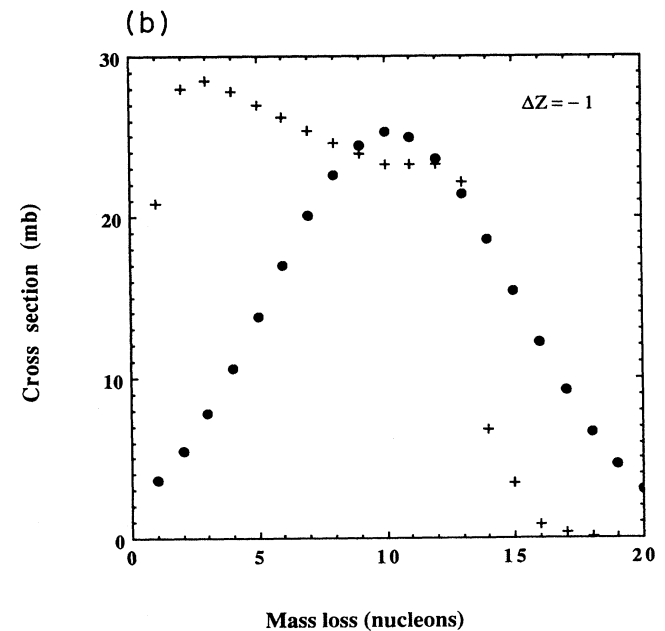 (b)
30
ΔZ = − 1
20
10
0
0 5 10 15 20
Cross section (mb)
Mass loss (nucleons)